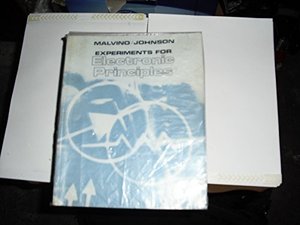 MALVINO/JOHNSON
EXPERIMENTS FOR
Electronic
Principles